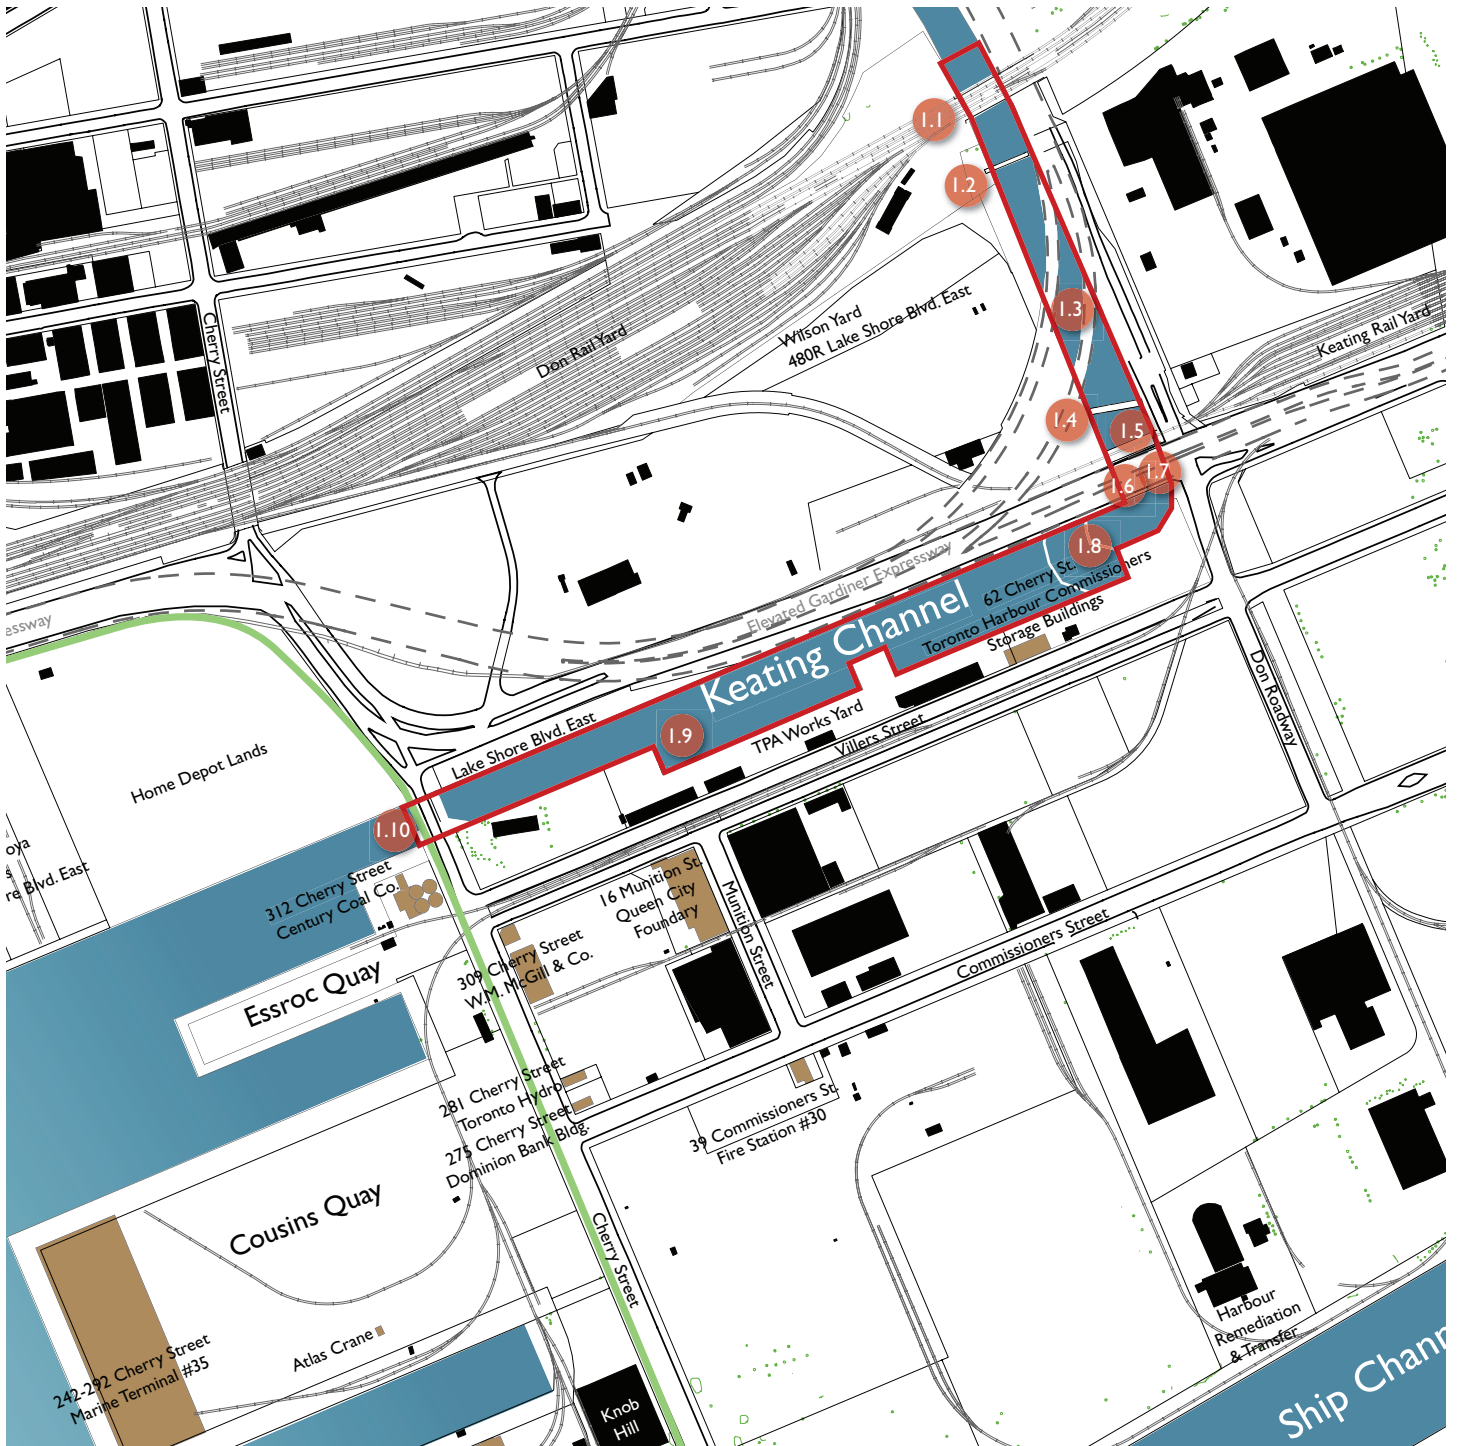 1.1
1.2
Cherry Street
Don Rail Yard
Wilson Yard
480R Lake Shore Blvd. East
1.3
Keating Rail Yard
1.4
1.5
1.6
1.7
1.8
Elevated Gardiner Expressway
essway
Keating Channel
62 Cherry St.
Toronto Harbour Commissioners
Storage Buildings
Don Roadway
Lake Shore Blvd. East
1.9
TPA Works Yard
Villers Street
Home Depot Lands
1.10
oya
s
re Blvd. East
312 Cherry Street
Century Coal Co.
16 Munition St.
Queen City
Foundary
Munition Street
Commissioners Street
309 Cherry Street
W.M. McGill & Co.
Essroc Quay
281 Cherry Street
Toronto Hydro
275 Cherry Street
Dominion Bank Bldg.
39 Commissioners St.
Fire Station #30
Cousins Quay
Cherry Street
Harbour
Remediation
& Transfer
Atlas Crane
242-292 Cherry Street
Marine Terminal #35
Knob
Hill
Ship Chann